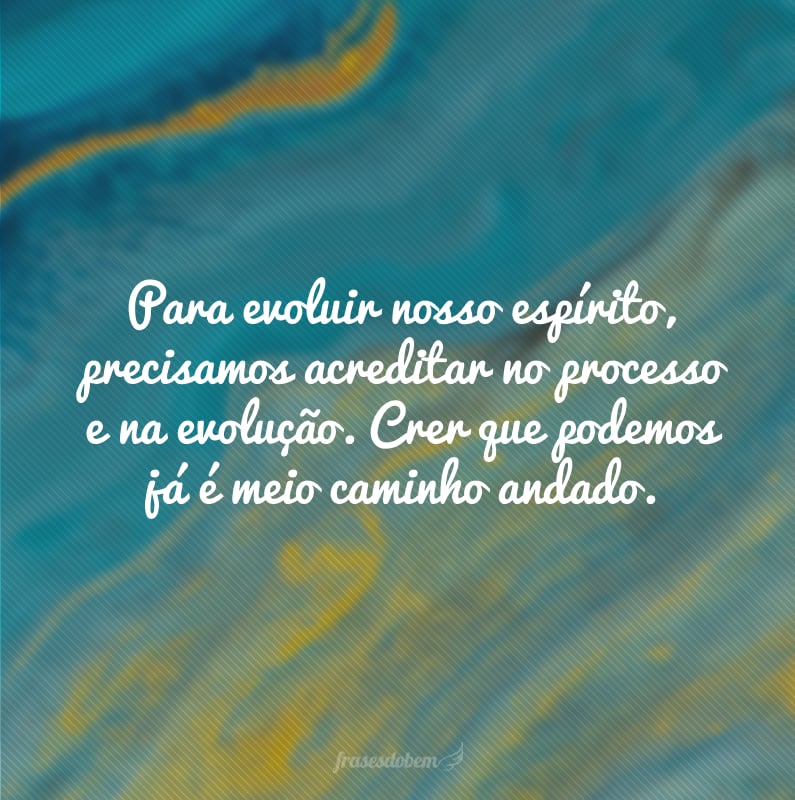 Para evoluir nosso espírito,
precisamos acreditar no processo
e na evolução. Crer que podemos
já é meio caminho andado.
frasesdobem